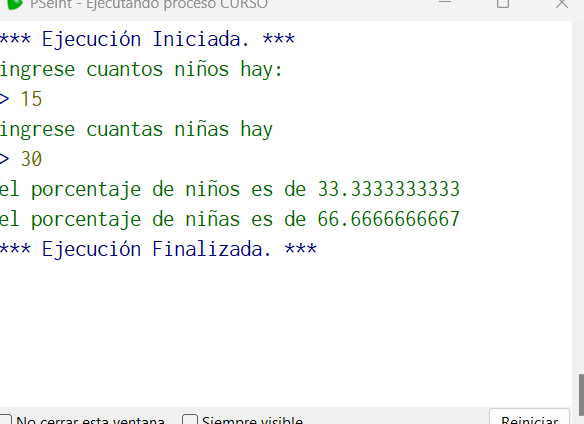 PSeInt - Ejecutando proceso CURSO
*** Ejecución Iniciada. ***
ingrese cuantos niños hay:
> 15
ingrese cuantas niñas hay
> 30
el porcentaje de niños es de 33.3333333333
el porcentaje de niñas es de 66.6666666667
*** Ejecución Finalizada. ***
No cerrar esta ventana Siempre visible Reiniciar